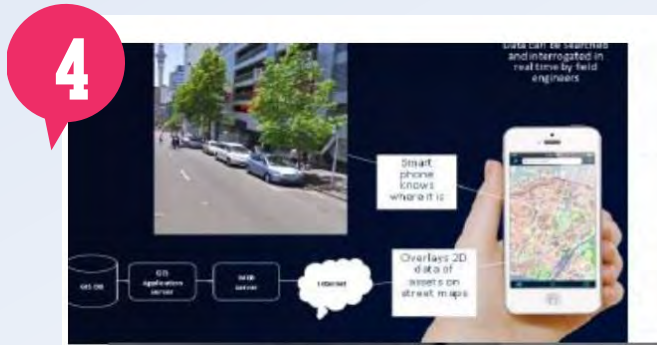 4
Data can be searched
and interrogated in
real time by field
engineers
Smart
phone
knows
where it is
Overlays 2D
data of
assets on
street maps
GIS DB
GIS
Application
Server
Web
Server
Internet